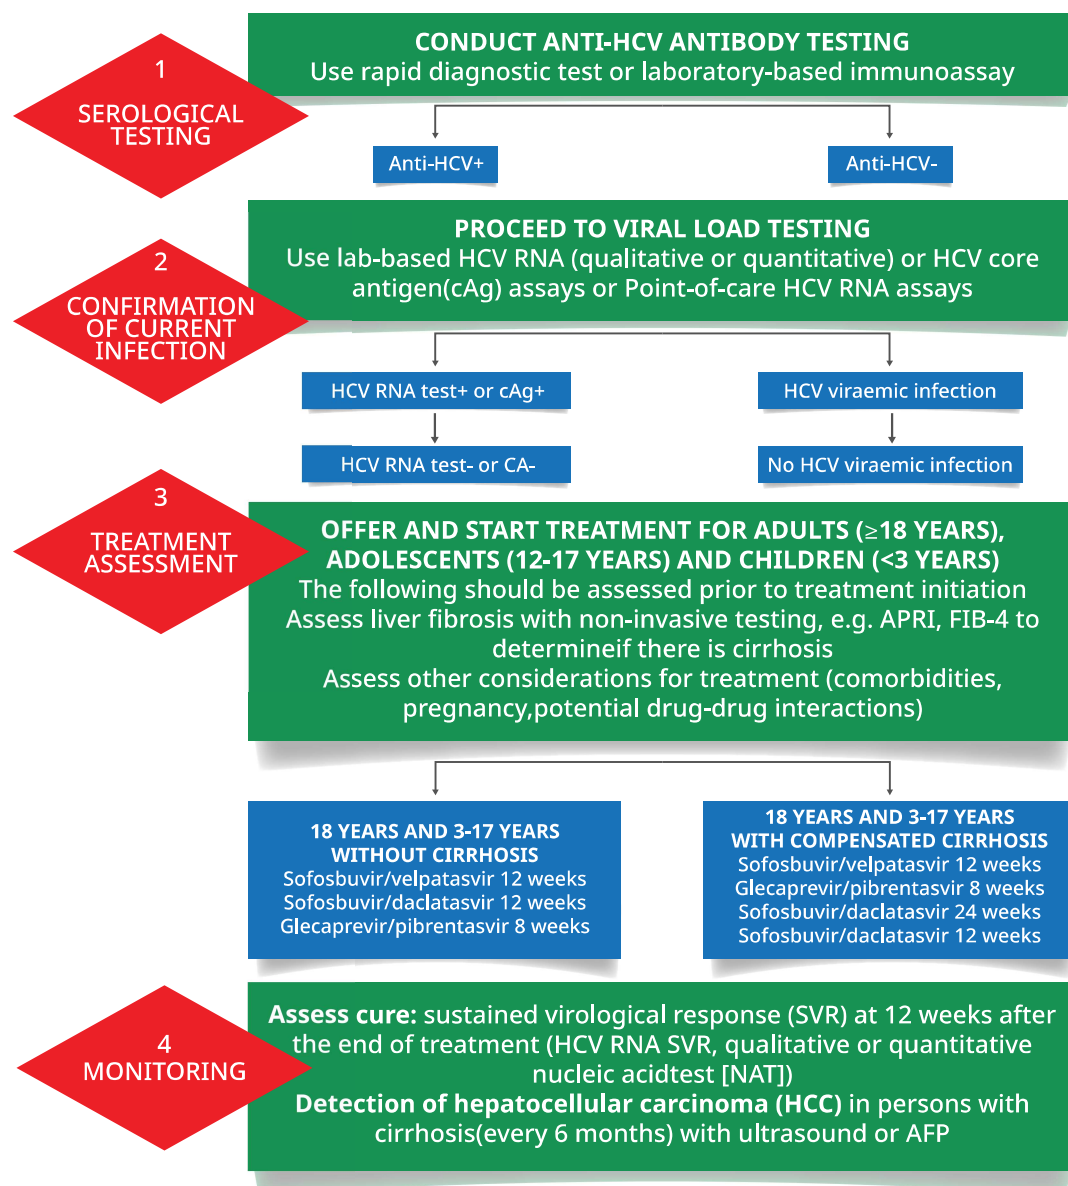 1
SEROLOGICAL
TESTING
CONDUCT ANTI-HCV ANTIBODY TESTING
Use rapid diagnostic test or laboratory-based immunoassay
Anti-HCV+
Anti-HCV-
2
CONFIRMATION
OF CURRENT
INFECTION
PROCEED TO VIRAL LOAD TESTING
Use lab-based HCV RNA (qualitative or quantitative) or HCV core
antigen(cAg) assays or Point-of-care HCV RNA assays
HCV RNA test+ or cAg+
HCV viraemic infection
HCV RNA test- or CA-
No HCV viraemic infection
3
TREATMENT
ASSESSMENT
OFFER AND START TREATMENT FOR ADULTS (≥18 YEARS),
ADOLESCENTS (12-17 YEARS) AND CHILDREN (<3 YEARS)
The following should be assessed prior to treatment initiation
Assess liver fibrosis with non-invasive testing, e.g. APRI, FIB-4 to
determineif there is cirrhosis
Assess other considerations for treatment (comorbidities,
pregnancy,potential drug-drug interactions)
18 YEARS AND 3-17 YEARS
WITHOUT CIRRHOSIS
Sofosbuvir/velpatasvir 12 weeks
Sofosbuvir/daclatasvir 12 weeks
Glecaprevir/pibrentasvir 8 weeks
18 YEARS AND 3-17 YEARS
WITH COMPENSATED CIRRHOSIS
Sofosbuvir/velpatasvir 12 weeks
Glecaprevir/pibrentasvir 8 weeks
Sofosbuvir/daclatasvir 24 weeks
Sofosbuvir/daclatasvir 12 weeks
4
MONITORING
Assess cure: sustained virological response (SVR) at 12 weeks after
the end of treatment (HCV RNA SVR, qualitative or quantitative
nucleic acidtest [NAT])
Detection of hepatocellular carcinoma (HCC) in persons with
cirrhosis(every 6 months) with ultrasound or AFP